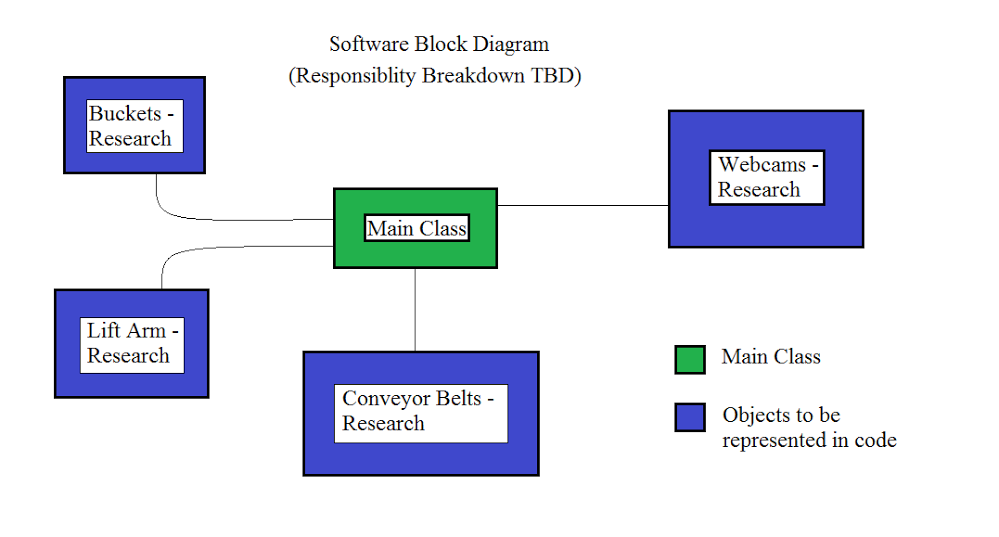 Software Block Diagram
(Responsiblity Breakdown TBD)
Buckets -
Research
Webcams -
Research
Main Class
Lift Arm -
Research
Conveyor Belts -
Research
Main Class
Objects to be
represented in code